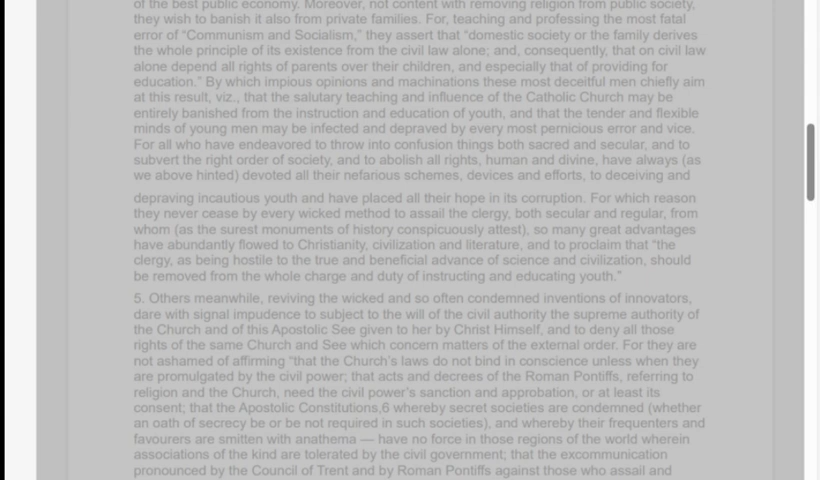 of the best public economy. Moreover, not content with removing religion from public society,
they wish to banish it also from private families. For, teaching and professing the most fatal
error of “Communism and Socialism,” they assert that “domestic society or the family derives
the whole principle of its existence from the civil law alone; and, consequently, that on civil law
alone depend all rights of parents over their children, and especially that of providing for
education.” By which impious opinions and machinations these most deceitful men chiefly aim
at this result, viz., that the salutary teaching and influence of the Catholic Church may be
entirely banished from the instruction and education of youth, and that the tender and flexible
minds of young men may be infected and depraved by every most pernicious error and vice.
For all who have endeavored to throw into confusion things both sacred and secular, and to
subvert the right order of society, and to abolish all rights, human and divine, have always (as
we above hinted) devoted all their nefarious schemes, devices and efforts, to deceiving and
depraving incautious youth and have placed all their hope in its corruption. For which reason
they never cease by every wicked method to assail the clergy, both secular and regular, from
whom (as the surest monuments of history conspicuously attest), so many great advantages
have abundantly flowed to Christianity, civilization and literature, and to proclaim that “the
clergy, as being hostile to the true and beneficial advance of science and civilization, should
be removed from the whole charge and duty of instructing and educating youth.”
5. Others meanwhile, reviving the wicked and so often condemned inventions of innovators,
dare with signal impudence to subject to the will of the civil authority the supreme authority of
the Church and of this Apostolic See given to her by Christ Himself, and to deny all those
rights of the same Church and See which concern matters of the external order. For they are
not ashamed of affirming “that the Church’s laws do not bind in conscience unless when they
are promulgated by the civil power; that acts and decrees of the Roman Pontiffs, referring to
religion and the Church, need the civil power’s sanction and approbation, or at least its
consent; that the Apostolic Constitutions,6 whereby secret societies are condemned (whether
an oath of secrecy be or be not required in such societies), and whereby their frequenters and
favourers are smitten with anathema — have no force in those regions of the world wherein
associations of the kind are tolerated by the civil government; that the excommunication
pronounced by the Council of Trent and by Roman Pontiffs against those who assail and